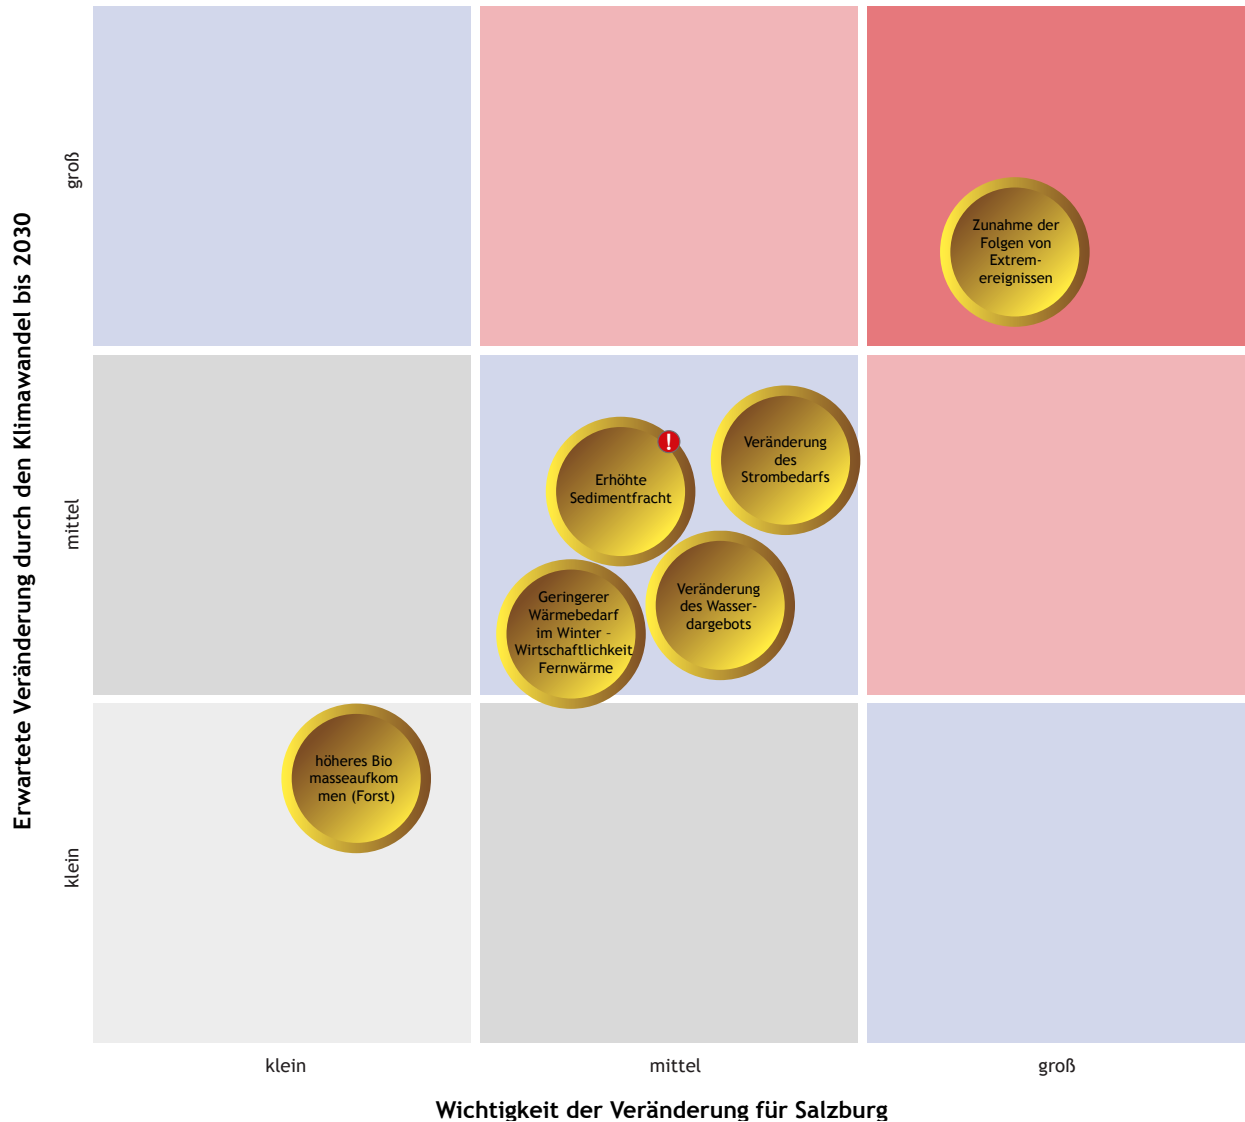 Erwartete Veränderung durch den Klimawandel bis 2030
groß
mittel
klein
Zunahme der
Folgen von
Extrem-
ereignissen
Veränderung
des
Strombedarfs
!
Erhöhte
Sedimentfracht
Veränderung
des Wasser-
dargebots
Geringerer
Wärmebedarf
im Winter –
Wirtschaftlichkeit
Fernwärme
höheres Bio
masseaufkom
men (Forst)
klein
mittel
groß
Wichtigkeit der Veränderung für Salzburg